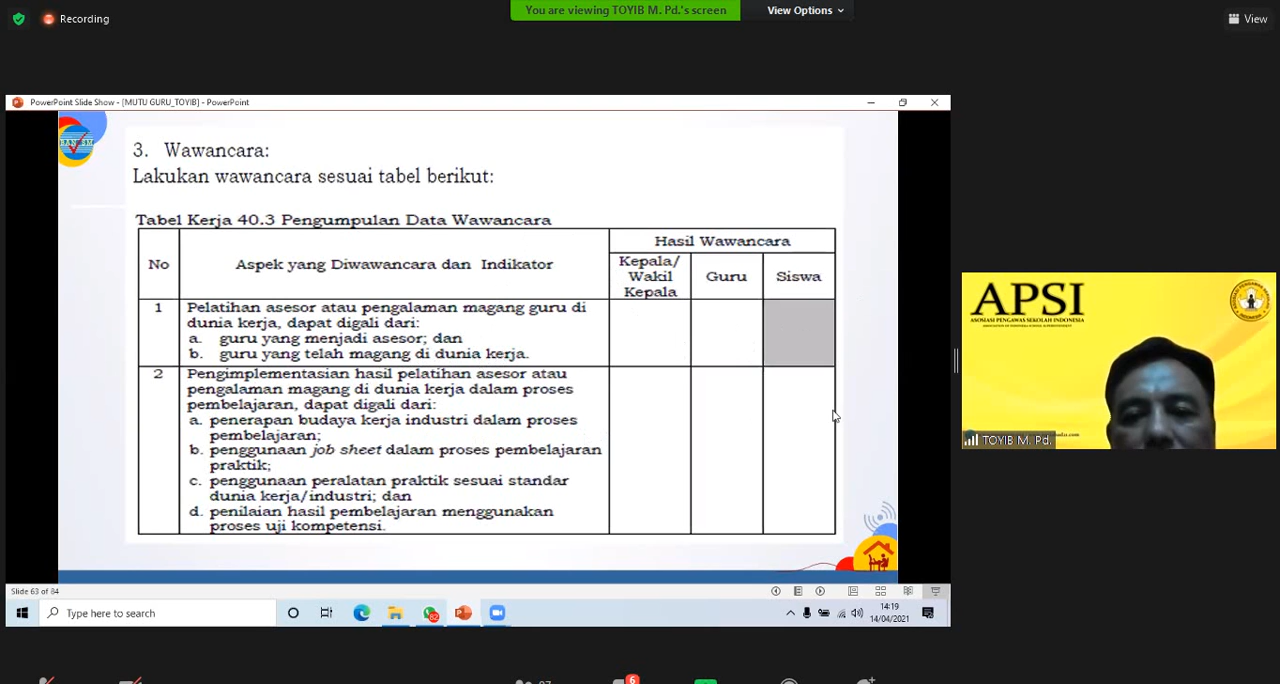 Recording
You are viewing TOYIB M. Pd.'s screen
View Options
View
PowerPoint Slide Show - [MUTU GURU_TOYIB] - PowerPoint
3. Wawancara:
Lakukan wawancara sesuai tabel berikut:
Tabel Kerja 40.3 Pengumpulan Data Wawancara
No
Aspek yang Diwawancara dan Indikator
Hasil Wawancara
Kepala/
Wakil
Kepala
Guru
Siswa
1
Pelatihan asesor atau pengalaman magang guru di
dunia kerja, dapat digali dari:
a. guru yang menjadi asesor; dan
b. guru yang telah magang di dunia kerja.
2
Pengimplementasian hasil pelatihan asesor atau
pengalaman magang di dunia kerja dalam proses
pembelajaran, dapat digali dari:
a. penerapan budaya kerja industri dalam proses
pembelajaran;
b. penggunaan job sheet dalam proses pembelajaran
praktik;
c. penggunaan peralatan praktik sesuai standar
dunia kerja/industri; dan
d. penilaian hasil pembelajaran menggunakan
proses uji kompetensi.
Slide 63 of 84
Type here to search
14:19
14/04/2021
APSI
ASOSIASI PENGAWAS SEKOLAH INDONESIA
TOYIB M. Pd.
6